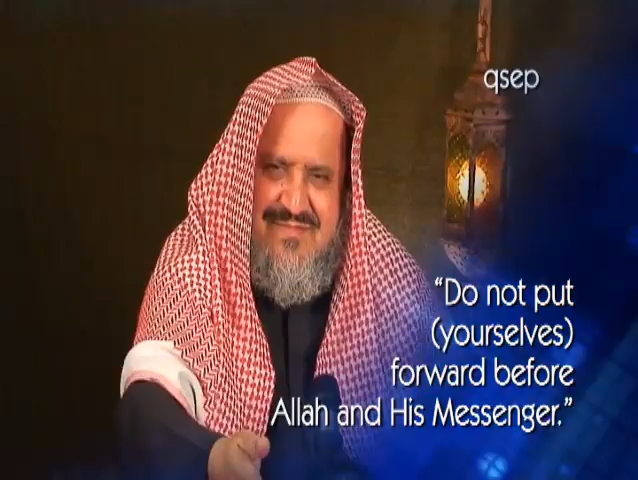 qsep
“Do not put
(yourselves)
forward before
Allah and His Messenger.”